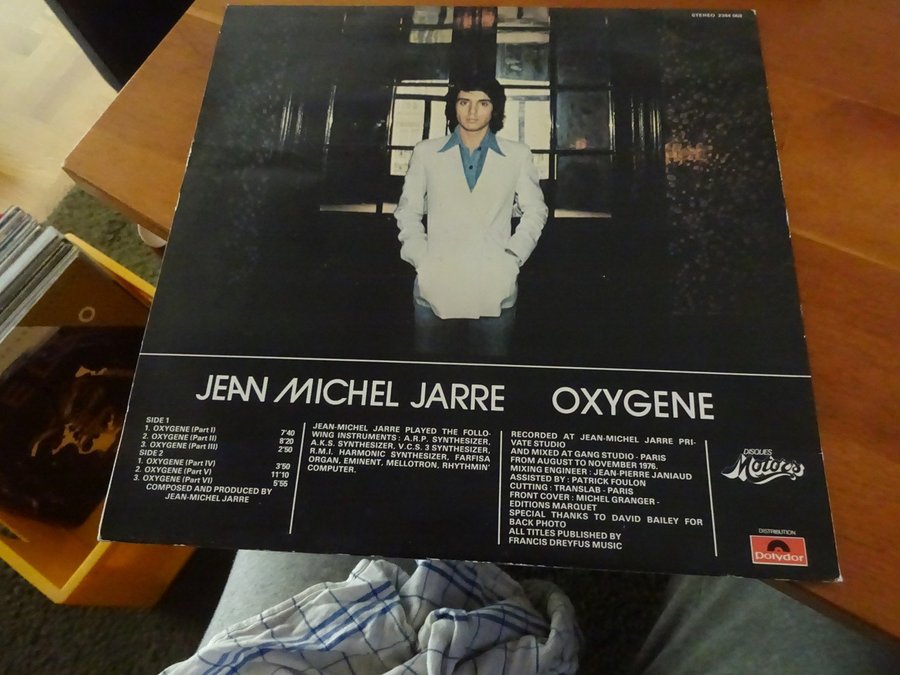 STEREO 2344 068
JEAN MICHEL JARRE OXYGENE
SIDE 1
1. OXYGENE (Part I) 7'40
2. OXYGENE (Part II) 8'20
3. OXYGENE (Part III) 2'50
SIDE 2
1. OXYGENE (Part IV) 3'50
2. OXYGENE (Part V) 11'10
3. OXYGENE (Part VI) 5'55
COMPOSED AND PRODUCED BY
JEAN-MICHEL JARRE
JEAN-MICHEL JARRE PLAYED THE FOLLO-
WING INSTRUMENTS : A.R.P. SYNTHESIZER,
A.K.S. SYNTHESIZER, V.C.S. 3 SYNTHESIZER,
R.M.I. HARMONIC SYNTHESIZER, FARFISA
ORGAN, EMINENT, MELLOTRON, RHYTHMIN'
COMPUTER.
RECORDED AT JEAN-MICHEL JARRE PRI-
VATE STUDIO
AND MIXED AT GANG STUDIO - PARIS
FROM AUGUST TO NOVEMBER 1976.
MIXING ENGINEER : JEAN-PIERRE JANIAUD
ASSISTED BY : PATRICK FOULON
CUTTING : TRANSLAB - PARIS
FRONT COVER : MICHEL GRANGER -
EDITIONS MARQUET
SPECIAL THANKS TO DAVID BAILEY FOR
BACK PHOTO
ALL TITLES PUBLISHED BY
FRANCIS DREYFUS MUSIC
DISQUES
Motors
DISTRIBUTION
Polydor